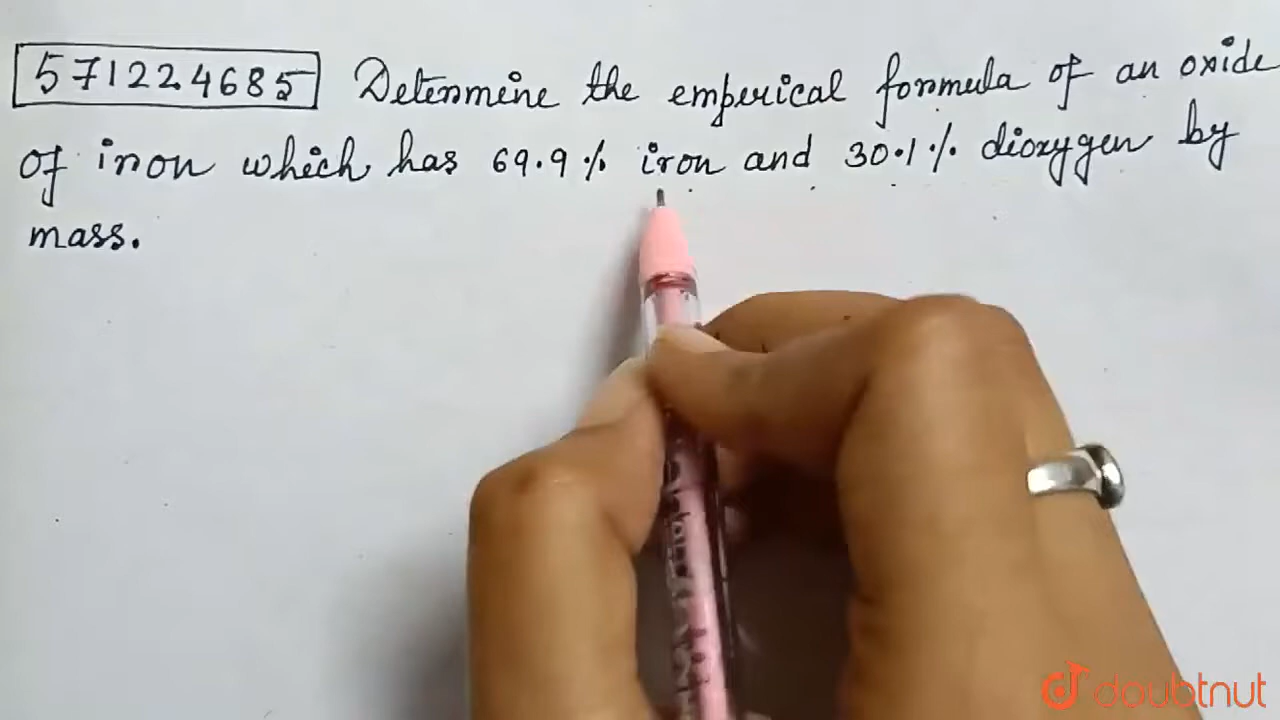 571224685 Determine the emperical formula of an oxide
of iron which has 69.9% iron and 30.1% dioxygen by
mass.
doubtnut